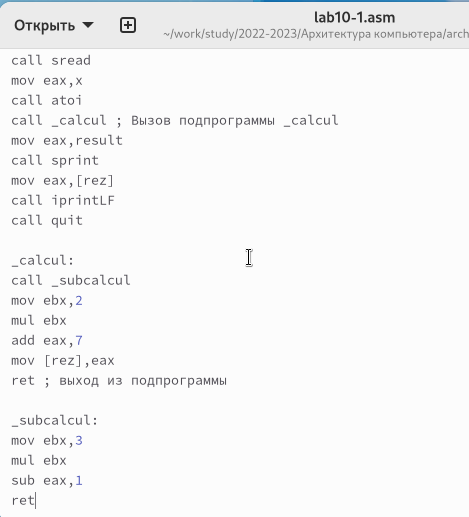 Открыть
lab10-1.asm
~/work/study/2022-2023/Архитектура компьютера/arch
call sread
mov eax,x
call atoi
call _calcul ; Вызов подпрограммы _calcul
mov eax,result
call sprint
mov eax,[rez]
call iprintLF
call quit
_calcul:
call _subcalcul
mov ebx,2
mul ebx
add eax,7
mov [rez],eax
ret ; выход из подпрограммы
_subcalcul:
mov ebx,3
mul ebx
sub eax,1
ret